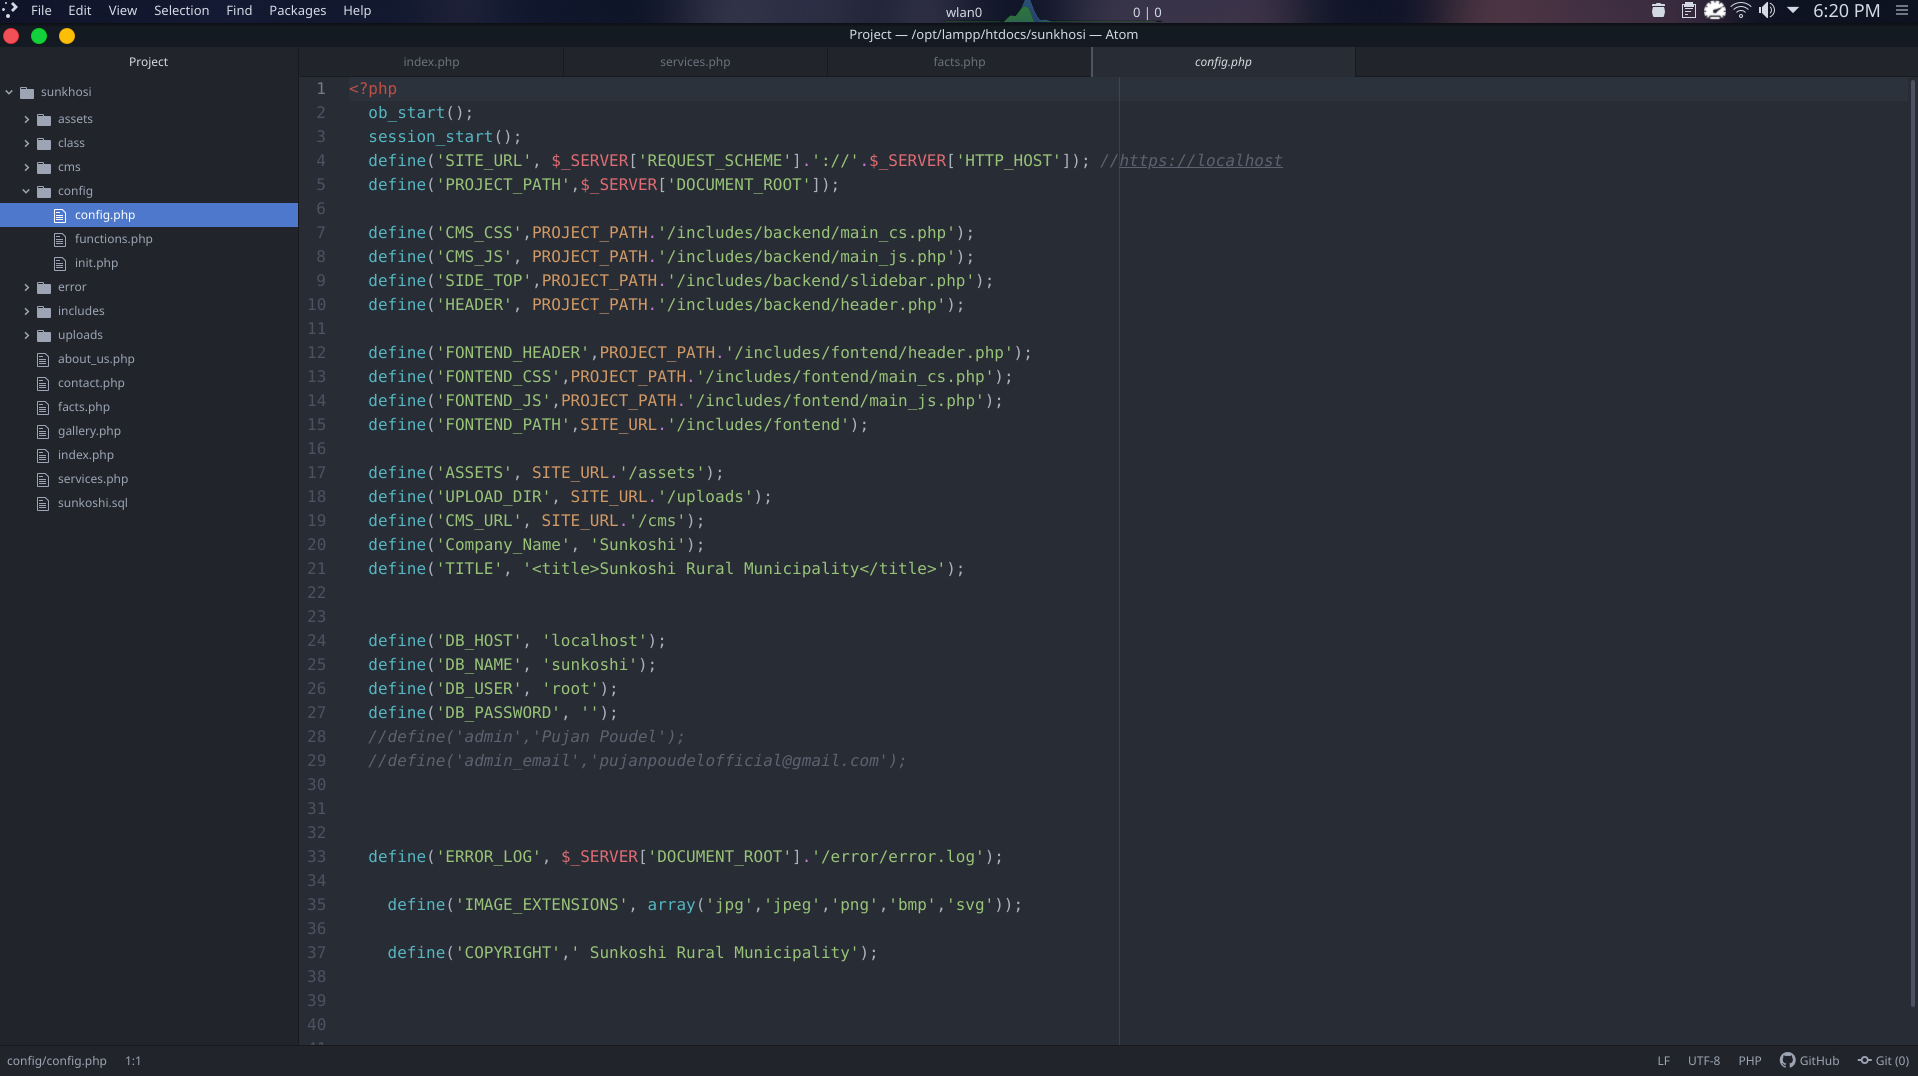 File Edit View Selection Find Packages Help wlan0 0 | 0 6:20 PM
Project — /opt/lampp/htdocs/sunkhosi — Atom
Project
index.php services.php facts.php config.php
sunkhosi
assets
class
cms
config
config.php
functions.php
init.php
error
includes
uploads
about_us.php
contact.php
facts.php
gallery.php
index.php
services.php
sunkoshi.sql
1 <?php
2 ob_start();
3 session_start();
4 define('SITE_URL', $_SERVER['REQUEST_SCHEME'].'://'.$_SERVER['HTTP_HOST']); //https://localhost
5 define('PROJECT_PATH',$_SERVER['DOCUMENT_ROOT']);
6
7 define('CMS_CSS',PROJECT_PATH.'/includes/backend/main_cs.php');
8 define('CMS_JS', PROJECT_PATH.'/includes/backend/main_js.php');
9 define('SIDE_TOP',PROJECT_PATH.'/includes/backend/slidebar.php');
10 define('HEADER', PROJECT_PATH.'/includes/backend/header.php');
11
12 define('FONTEND_HEADER',PROJECT_PATH.'/includes/fontend/header.php');
13 define('FONTEND_CSS',PROJECT_PATH.'/includes/fontend/main_cs.php');
14 define('FONTEND_JS',PROJECT_PATH.'/includes/fontend/main_js.php');
15 define('FONTEND_PATH',SITE_URL.'/includes/fontend');
16
17 define('ASSETS', SITE_URL.'/assets');
18 define('UPLOAD_DIR', SITE_URL.'/uploads');
19 define('CMS_URL', SITE_URL.'/cms');
20 define('Company_Name', 'Sunkoshi');
21 define('TITLE', '<title>Sunkoshi Rural Municipality</title>');
22
23
24 define('DB_HOST', 'localhost');
25 define('DB_NAME', 'sunkoshi');
26 define('DB_USER', 'root');
27 define('DB_PASSWORD', '');
28 //define('admin','Pujan Poudel');
29 //define('admin_email','pujanpoudelofficial@gmail.com');
30
31
32
33 define('ERROR_LOG', $_SERVER['DOCUMENT_ROOT'].'/error/error.log');
34
35 define('IMAGE_EXTENSIONS', array('jpg','jpeg','png','bmp','svg'));
36
37 define('COPYRIGHT',' Sunkoshi Rural Municipality');
38
39
40
config/config.php 1:1 LF UTF-8 PHP GitHub Git (0)